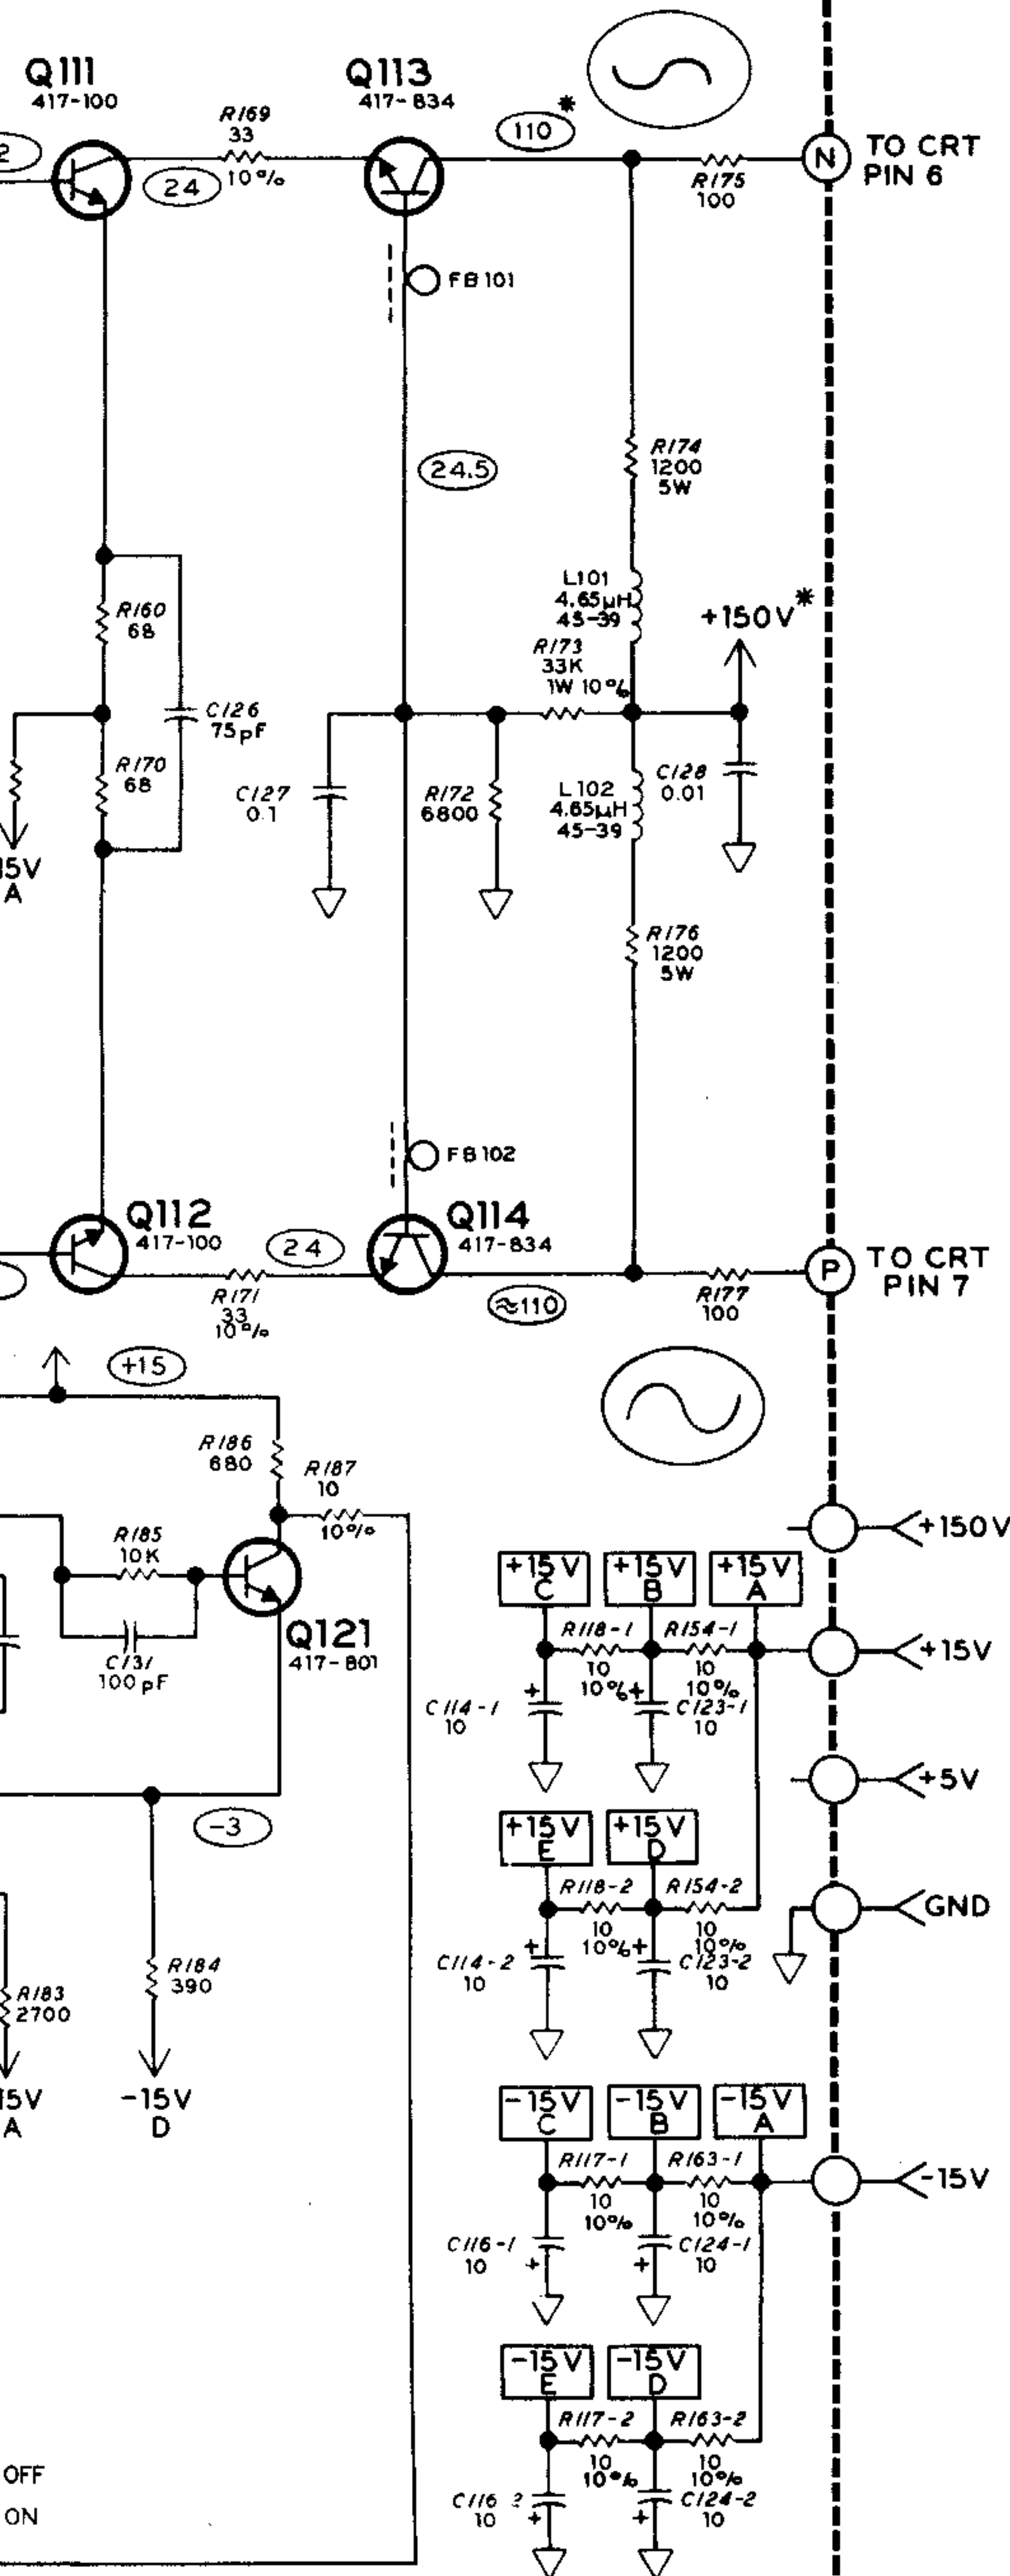 Q111
417-100
Q113
417-834
R169
33
10%
24
110
*
N
TO CRT
PIN 6
R175
100
2
FB101
24.5
R174
1200
5W
L101
4.65µH
45-39
+150V*
R173
33K
1W 10%
R160
68
C126
75pF
R170
68
C127
0.1
R172
6800
L102
4.65µH
45-39
C128
0.01
15V
A
R176
1200
5W
FB102
Q112
417-100
24
Q114
417-834
R171
33
10%
≈110
R177
100
P
TO CRT
PIN 7
+15
R186
680
R187
10
10%
R185
10K
C131
100pF
Q121
417-801
+150V
+15V
C
+15V
B
+15V
A
R118-1
10
10%
R154-1
10
10%
+15V
C114-1
10
+
+
C123-1
10
+5V
-3
+15V
E
+15V
D
R118-2
10
10%
R154-2
10
10%
GND
C114-2
10
+
+
C123-2
10
R183
2700
R184
390
15V
A
-15V
D
-15V
C
-15V
B
-15V
A
R117-1
10
10%
R163-1
10
10%
-15V
C116-1
10
+
+
C124-1
10
-15V
E
-15V
D
R117-2
10
10%
R163-2
10
10%
C116-2
10
+
+
C124-2
10
OFF
ON